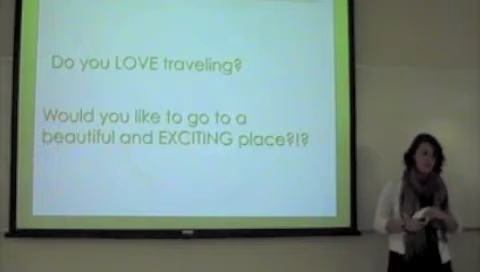 Do you LOVE traveling?
Would you like to go to a
beautiful and EXCITING place?!?